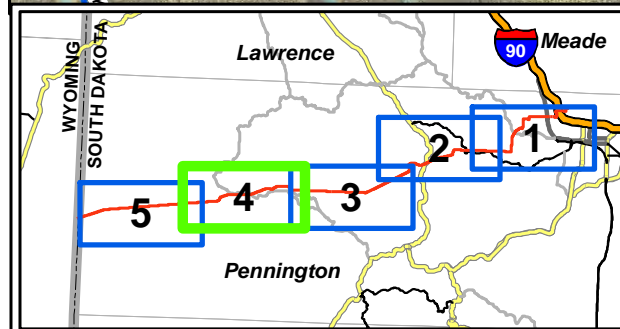 Lawrence
90
Meade
WYOMING
SOUTH DAKOTA
1
2
3
4
5
Pennington